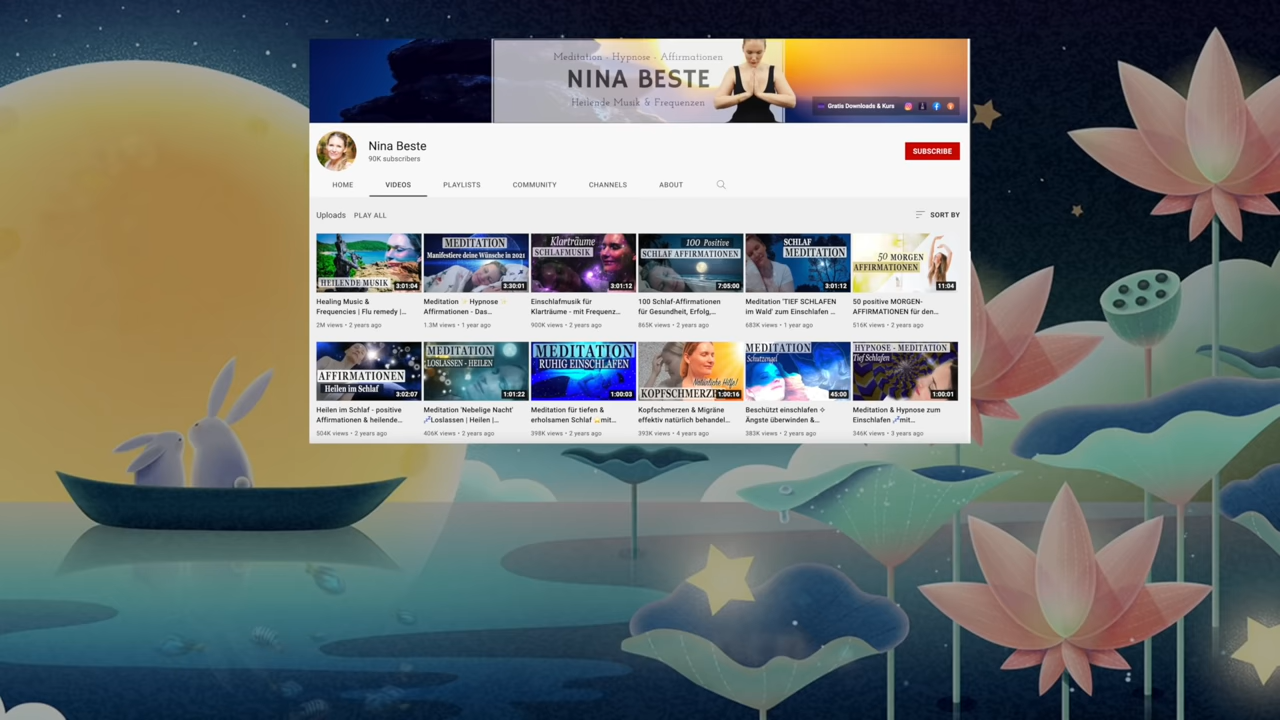 Meditation - Hypnose - Affirmationen
NINA BESTE
Heilende Musik & Frequenzen
Gratis Downloads & Kurs
Nina Beste
90K subscribers
SUBSCRIBE
HOME VIDEOS PLAYLISTS COMMUNITY CHANNELS ABOUT
Uploads PLAY ALL SORT BY
HEILENDE MUSIK
3:01:04
MEDITATION
Manifestiere deine Wünsche in 2021
3:30:01
Klarträume
SCHLAFMUSIK
3:01:12
100 Positive
SCHLAF AFFIRMATIONEN
7:05:00
SCHLAF
MEDITATION
3:01:12
50 MORGEN
AFFIRMATIONEN
11:04
Healing Music &
Frequencies | Flu remedy |...
2M views • 2 years ago
Meditation ✨ Hypnose ✨
Affirmationen - Das...
1.3M views • 1 year ago
Einschlafmusik für
Klarträume - mit Frequenz...
900K views • 2 years ago
100 Schlaf-Affirmationen
für Gesundheit, Erfolg,...
865K views • 2 years ago
Meditation 'TIEF SCHLAFEN
im Wald' zum Einschlafen ...
683K views • 1 year ago
50 positive MORGEN-
AFFIRMATIONEN für den...
516K views • 2 years ago
AFFIRMATIONEN
Heilen im Schlaf
3:02:07
MEDITATION
LOSLASSEN - HEILEN
1:01:22
MEDITATION
RUHIG EINSCHLAFEN
1:00:03
Natürliche Hilfe!
KOPFSCHMERZ
1:00:16
MEDITATION
Schutzengel
45:00
HYPNOSE - MEDITATION
Tief Schlafen
1:00:01
Heilen im Schlaf - positive
Affirmationen & heilende...
504K views • 2 years ago
Meditation 'Nebelige Nacht'
💤Loslassen | Heilen |...
406K views • 2 years ago
Meditation für tiefen &
erholsamen Schlaf 🛏️mit...
398K views • 2 years ago
Kopfschmerzen & Migräne
effektiv natürlich behandel...
393K views • 4 years ago
Beschützt einschlafen ✧
Ängste überwinden &...
383K views • 2 years ago
Meditation & Hypnose zum
Einschlafen 💤mit...
346K views • 3 years ago